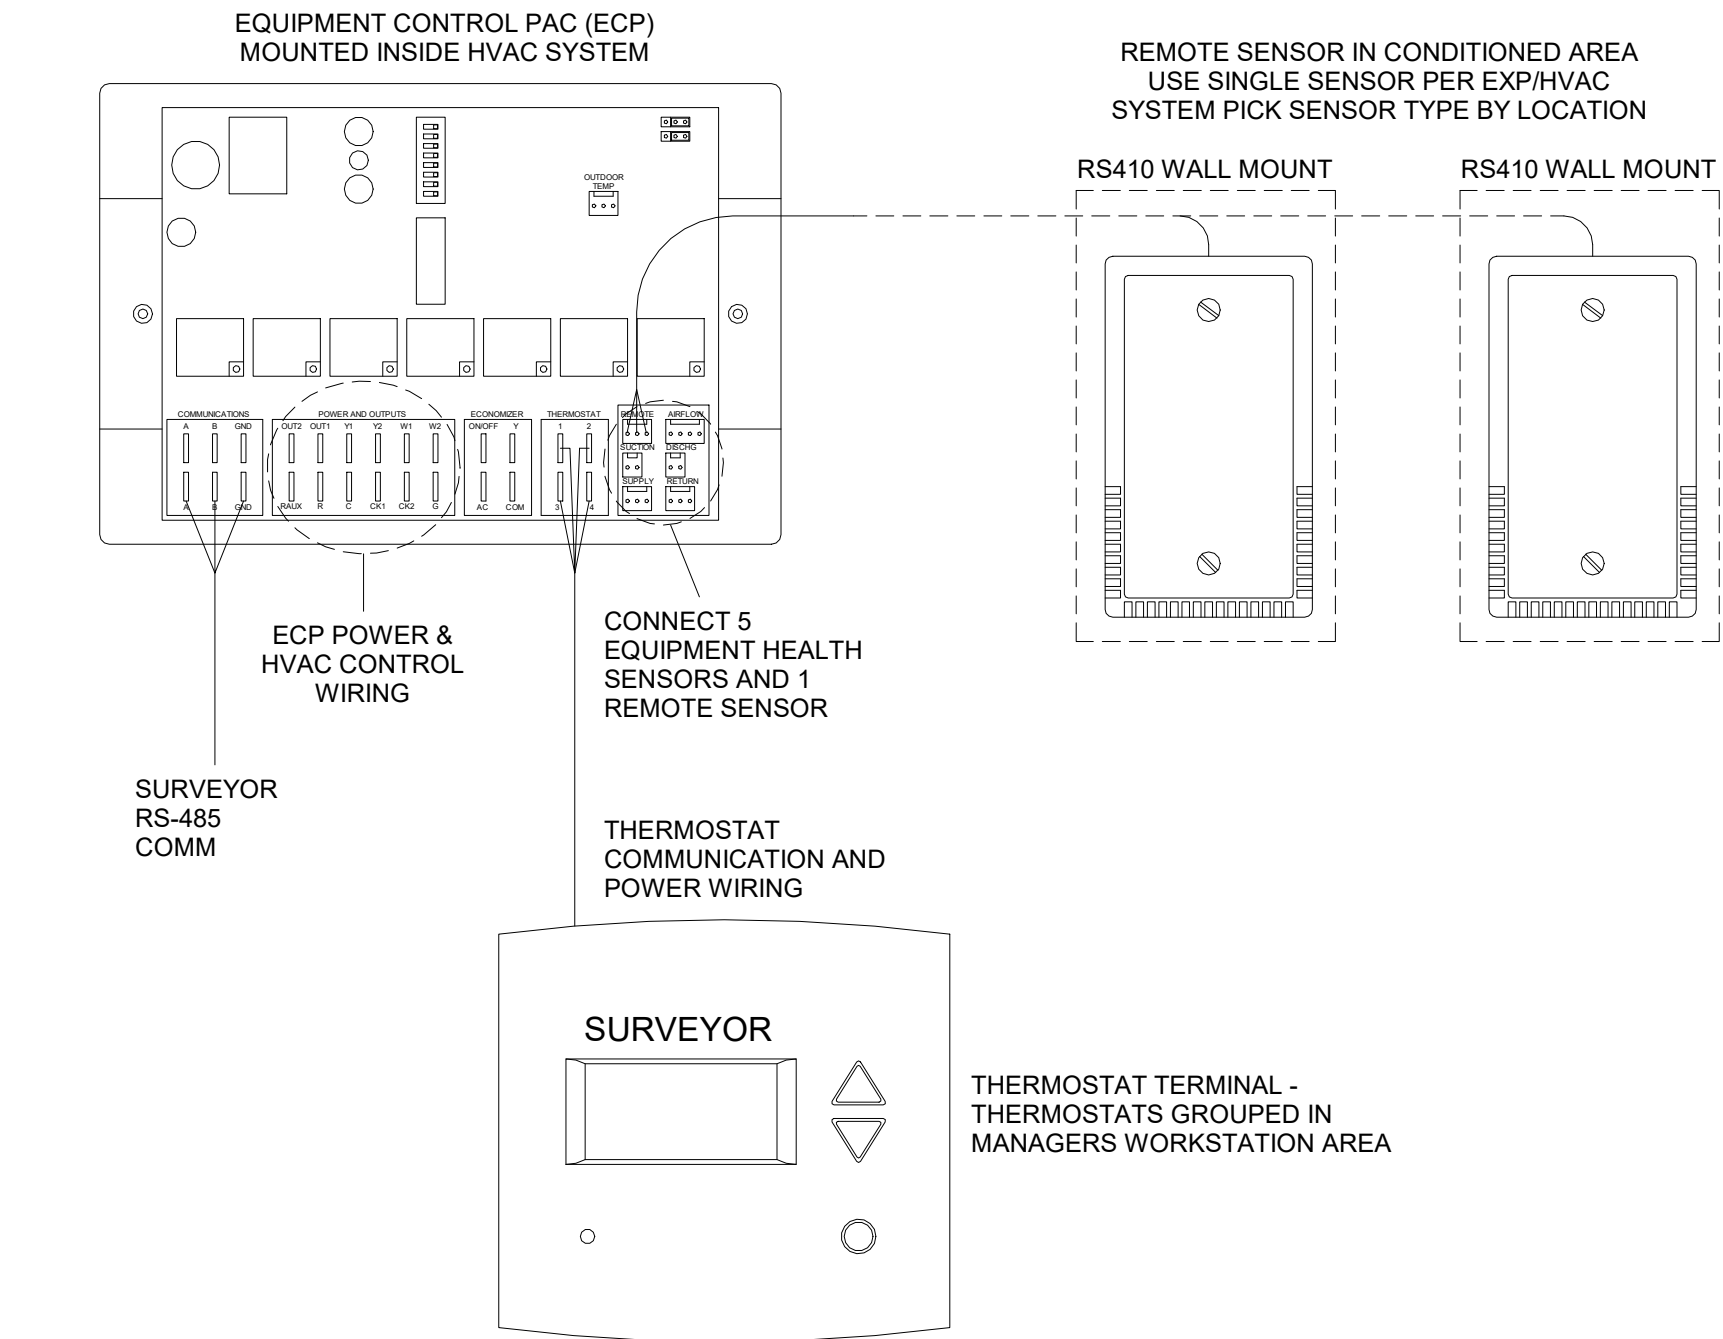 EQUIPMENT CONTROL PAC (ECP)
MOUNTED INSIDE HVAC SYSTEM
REMOTE SENSOR IN CONDITIONED AREA
USE SINGLE SENSOR PER EXP/HVAC
SYSTEM PICK SENSOR TYPE BY LOCATION
RS410 WALL MOUNT
RS410 WALL MOUNT
OUTDOOR
TEMP
COMMUNICATIONS
A B GND
A B GND
POWER AND OUTPUTS
OUT2 OUT1 Y1 Y2 W1 W2
RAUX R C CK1 CK2 G
ECONOMIZER
ON/OFF Y
AC COM
THERMOSTAT
1 2
3 4
REMOTE AIRFLOW
SUCTION DISCHG
SUPPLY RETURN
ECP POWER &
HVAC CONTROL
WIRING
CONNECT 5
EQUIPMENT HEALTH
SENSORS AND 1
REMOTE SENSOR
SURVEYOR
RS-485
COMM
THERMOSTAT
COMMUNICATION AND
POWER WIRING
SURVEYOR
THERMOSTAT TERMINAL -
THERMOSTATS GROUPED IN
MANAGERS WORKSTATION AREA